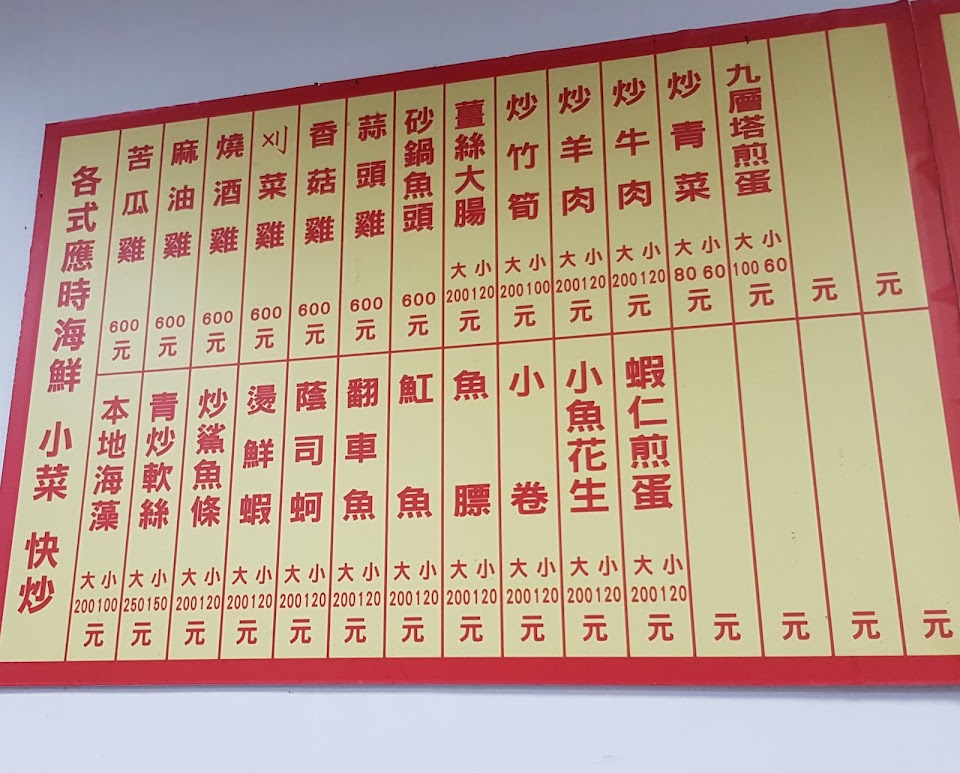 各式應時海鮮 小菜 快炒
苦瓜雞 600元
麻油雞 600元
燒酒雞 600元
刈菜雞 600元
香菇雞 600元
蒜頭雞 600元
砂鍋魚頭 600元
薑絲大腸 大200 小120 元
炒竹筍 大200 小100 元
炒羊肉 大200 小120 元
炒牛肉 大200 小120 元
炒青菜 大80 小60 元
九層塔煎蛋 大100 小60 元
元
元
本地海藻 大200 小100 元
青炒軟絲 大250 小150 元
炒鯊魚條 大200 小120 元
燙鮮蝦 大200 小120 元
蔭司蚵 大200 小120 元
翻車魚 大200 小120 元
魟魚 大200 小120 元
魚膘 大200 小120 元
小卷 大200 小120 元
小魚花生 大200 小120 元
蝦仁煎蛋 大200 小120 元
元
元
元
元